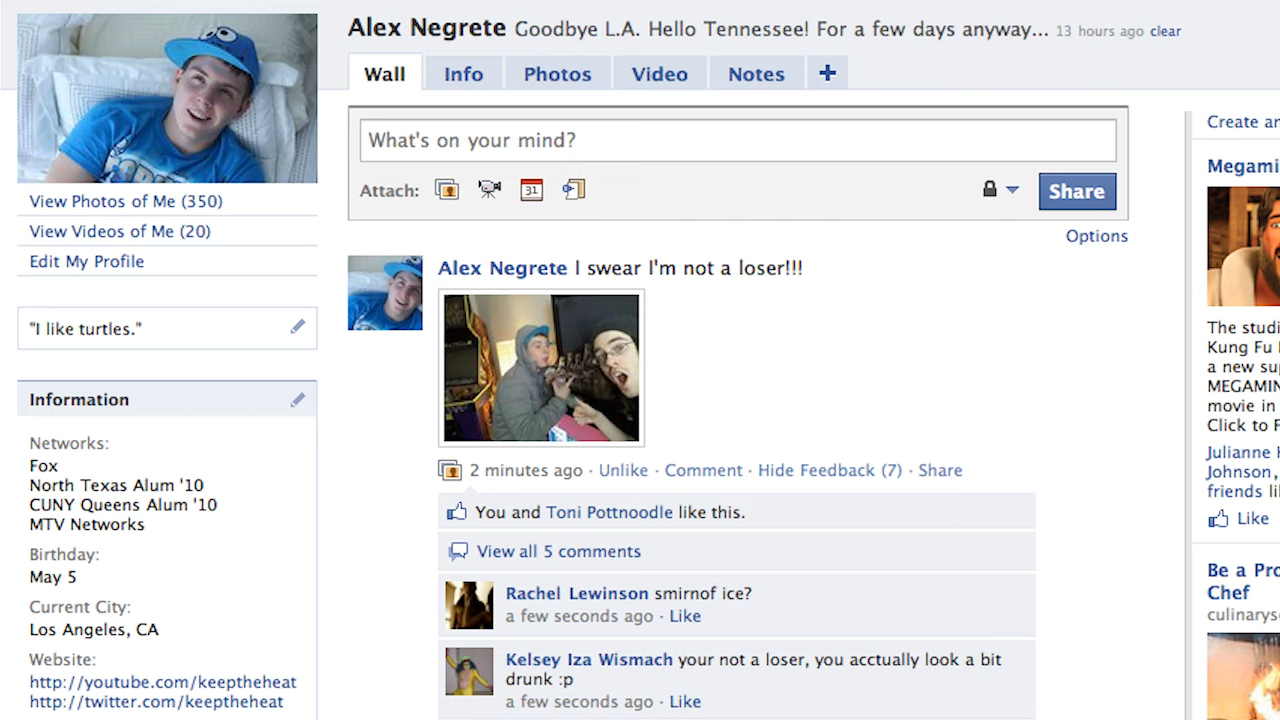 Alex Negrete Goodbye L.A. Hello Tennessee! For a few days anyway... 13 hours ago clear
Wall Info Photos Video Notes +
What's on your mind?
Attach: 31 Share
Options
View Photos of Me (350)
View Videos of Me (20)
Edit My Profile
"I like turtles."
Information
Networks:
Fox
North Texas Alum '10
CUNY Queens Alum '10
MTV Networks
Birthday:
May 5
Current City:
Los Angeles, CA
Website:
http://youtube.com/keeptheheat
http://twitter.com/keeptheheat
Alex Negrete I swear I'm not a loser!!!
2 minutes ago · Unlike · Comment · Hide Feedback (7) · Share
You and Toni Pottnoodle like this.
View all 5 comments
Rachel Lewinson smirnof ice?
a few seconds ago · Like
Kelsey Iza Wismach your not a loser, you acctually look a bit
drunk :p
a few seconds ago · Like
Create an
Megami
The studi
Kung Fu
a new su
MEGAMIN
movie in
Click to F
Julianne
Johnson,
friends li
Like
Be a Pro
Chef
culinarys